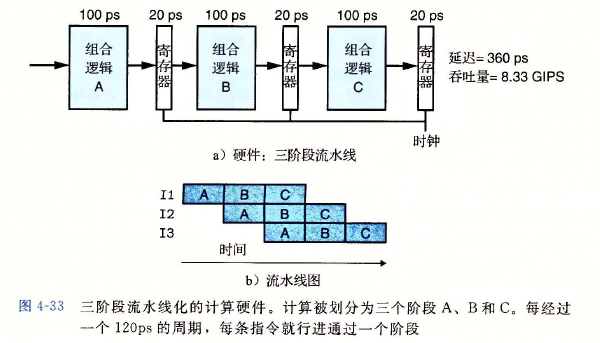 100 ps 20 ps 100 ps 20 ps 100 ps 20 ps
组合逻辑A
寄存器
组合逻辑B
寄存器
组合逻辑C
寄存器
延迟= 360 ps
吞吐量= 8.33 GIPS
时钟
a）硬件：三阶段流水线
I1 A B C
I2 A B C
I3 A B C
时间
b）流水线图
图 4-33 三阶段流水线化的计算硬件。计算被划分为三个阶段 A、B 和 C。每经过
一个 120ps 的周期，每条指令就行进通过一个阶段